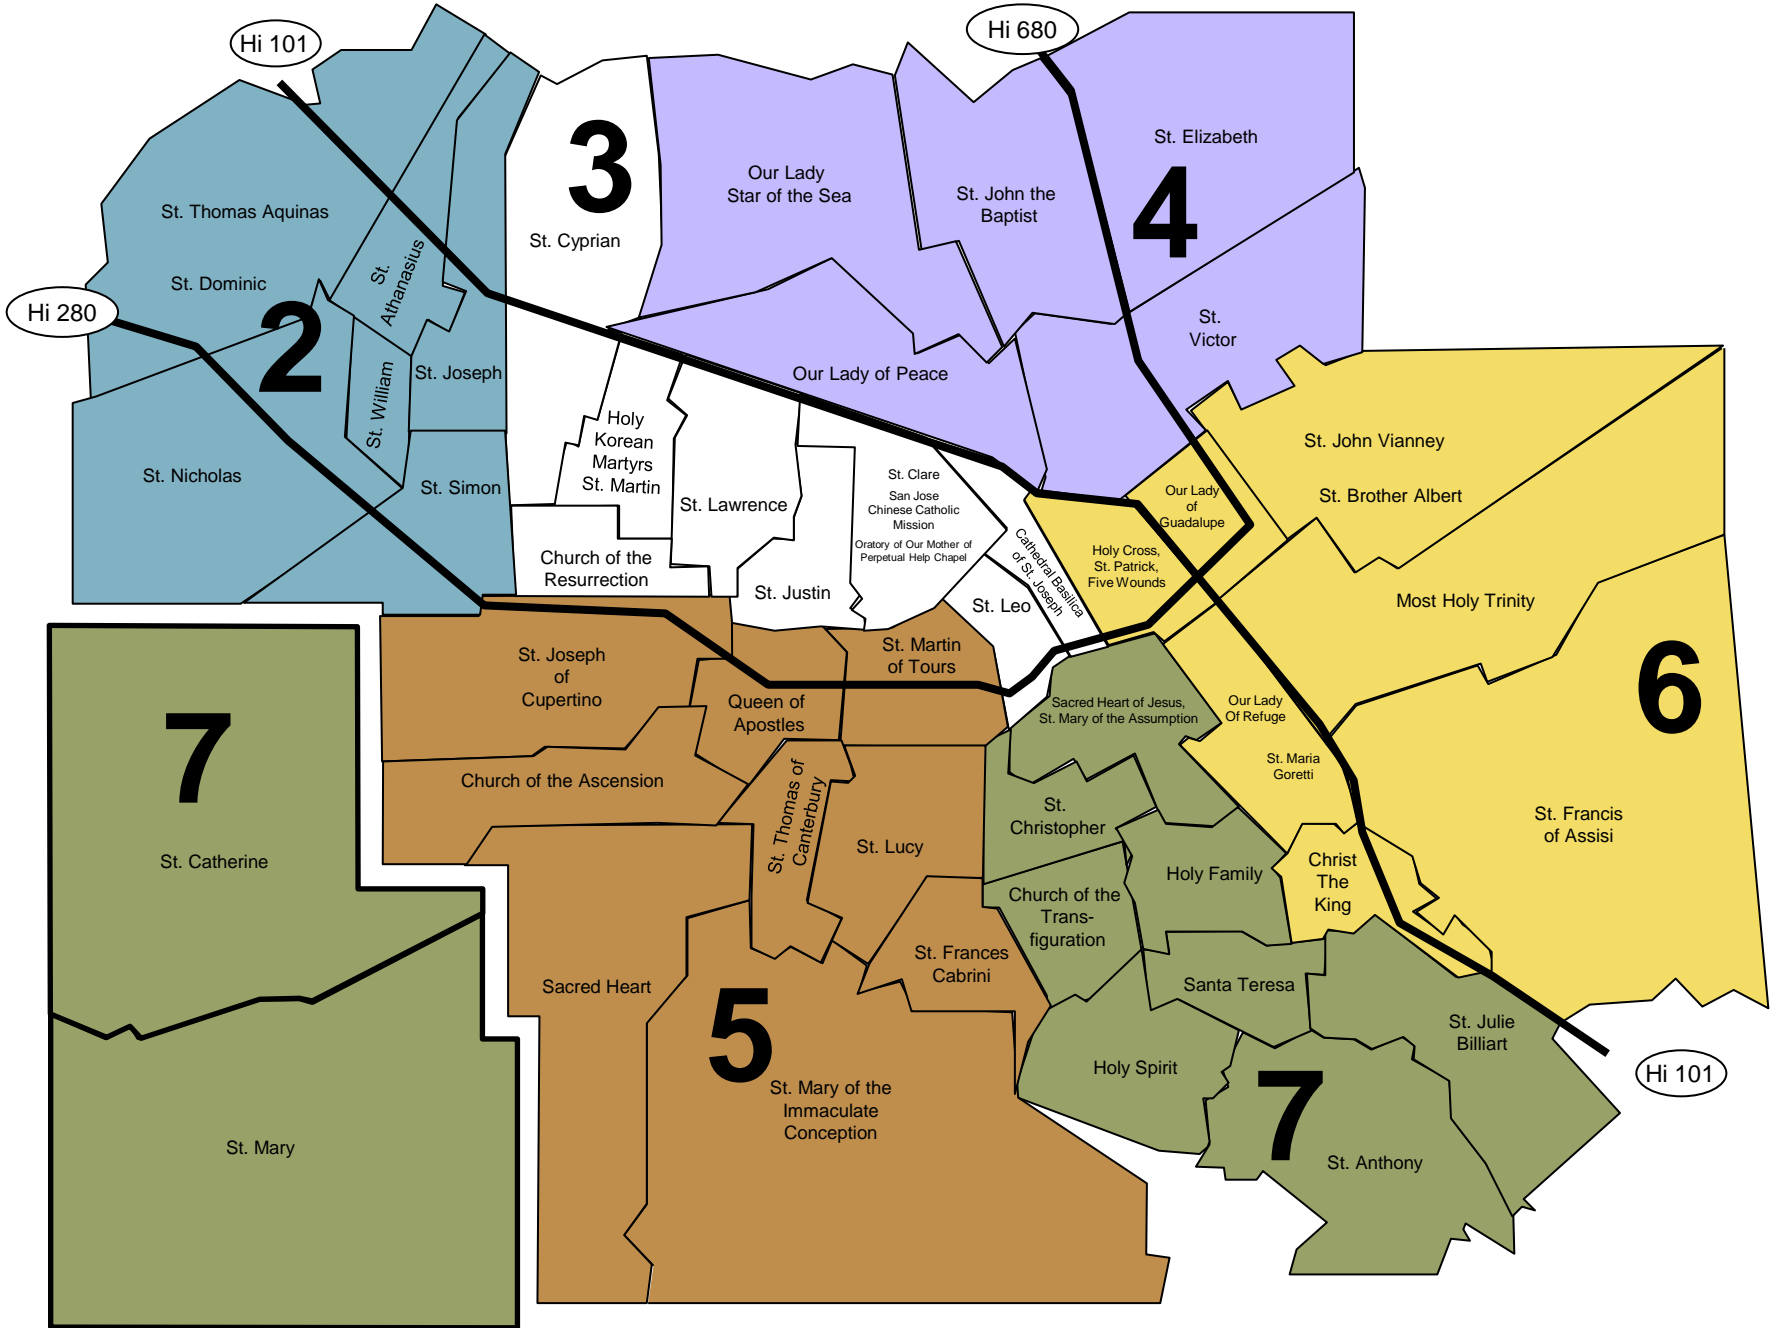 Hi 101
Hi 680
3
St. Elizabeth
Our Lady
Star of the Sea
St. John the
Baptist
4
St. Thomas Aquinas
St. Cyprian
St.
Athanasius
St. Dominic
Hi 280
2
St.
Victor
St. William
St. Joseph
Our Lady of Peace
Holy
Korean
Martyrs
St. Martin
St. John Vianney
St. Nicholas
St. Simon
St. Lawrence
St. Clare
San Jose
Chinese Catholic
Mission
Oratory of Our Mother of
Perpetual Help Chapel
Our Lady
of
Guadalupe
St. Brother Albert
Church of the
Resurrection
Cathedral Basilica
of St. Joseph
Holy Cross,
St. Patrick,
Five Wounds
St. Justin
St. Leo
Most Holy Trinity
St. Joseph
of
Cupertino
St. Martin
of Tours
6
7
Queen of
Apostles
Sacred Heart of Jesus,
St. Mary of the Assumption
Our Lady
Of Refuge
St. Maria
Goretti
Church of the Ascension
St. Thomas of
Canterbury
St.
Christopher
St. Francis
of Assisi
St. Catherine
St. Lucy
Holy Family
Christ
The
King
Church of the
Trans-
figuration
St. Frances
Cabrini
Sacred Heart
5
Santa Teresa
St. Julie
Billiart
Holy Spirit
7
Hi 101
St. Mary of the
Immaculate
Conception
St. Mary
St. Anthony